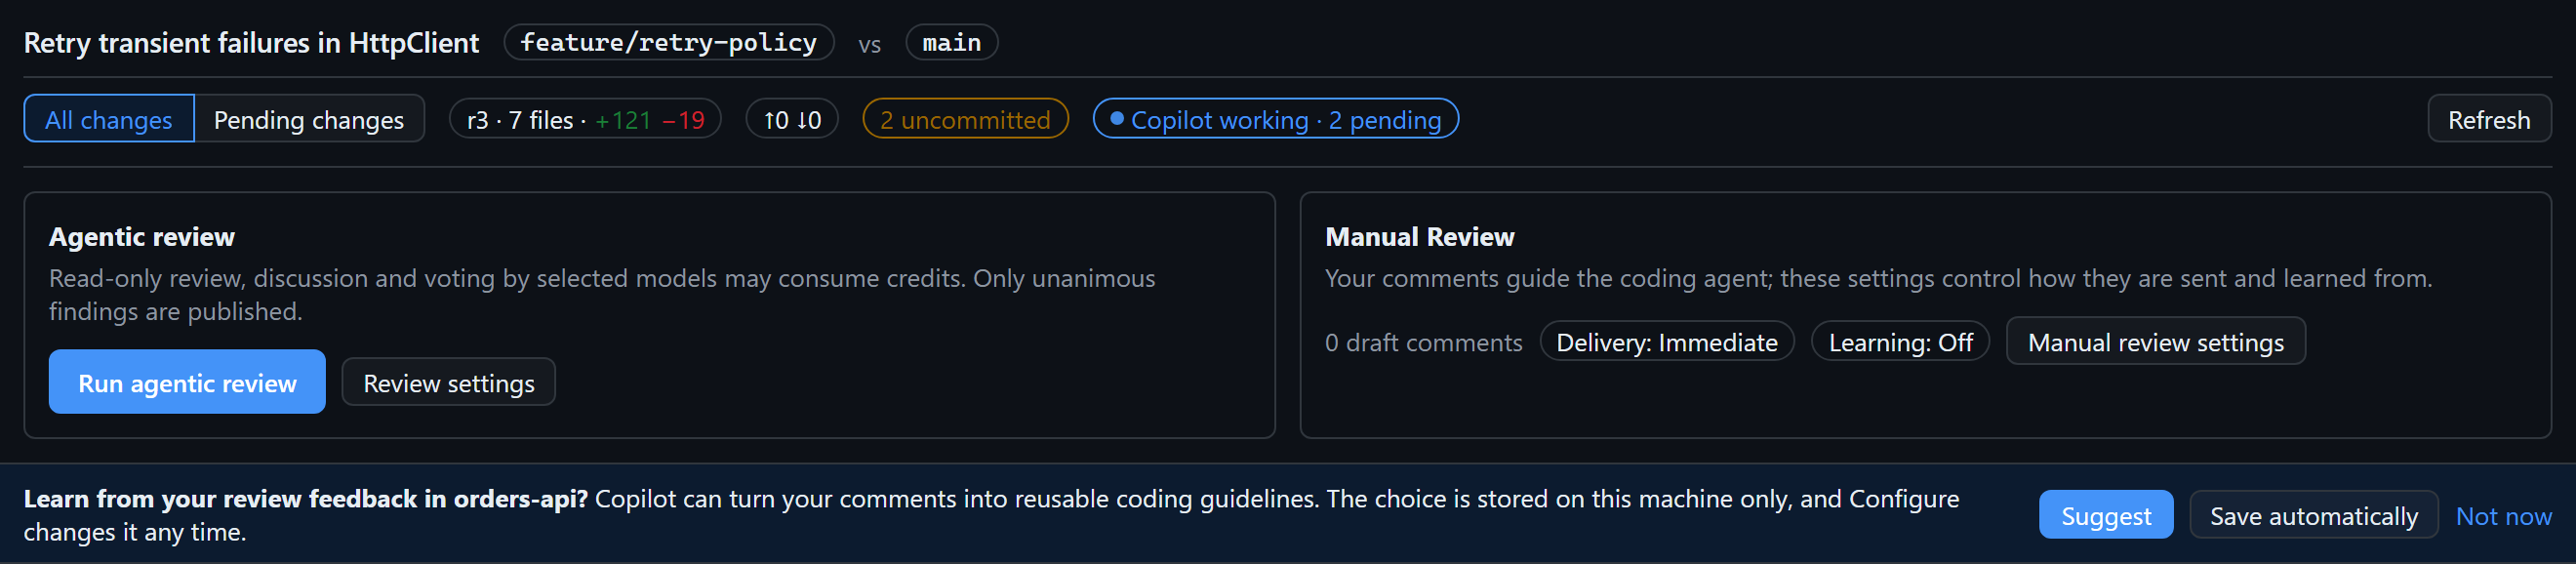 Retry transient failures in HttpClient feature/retry-policy vs main
All changes Pending changes r3 · 7 files · +121 −19 ↑0 ↓0 2 uncommitted Copilot working · 2 pending Refresh
Agentic review
Read-only review, discussion and voting by selected models may consume credits. Only unanimous
findings are published.
Run agentic review Review settings
Manual Review
Your comments guide the coding agent; these settings control how they are sent and learned from.
0 draft comments Delivery: Immediate Learning: Off Manual review settings
Learn from your review feedback in orders-api? Copilot can turn your comments into reusable coding guidelines. The choice is stored on this machine only, and Configure
changes it any time.
Suggest Save automatically Not now